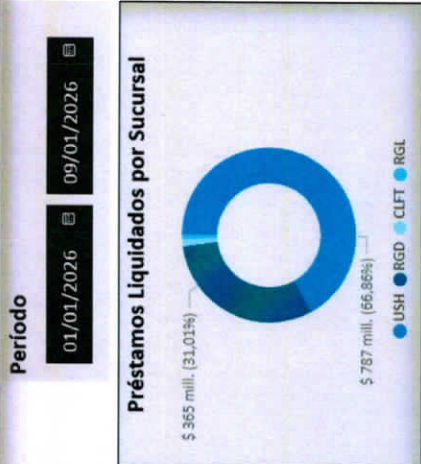 Período
01/01/2026 09/01/2026
Préstamos Liquidados por Sucursal
$ 365 mill. (31,01%)
$ 787 mill. (66,86%)
USH RGD CLFT RGL